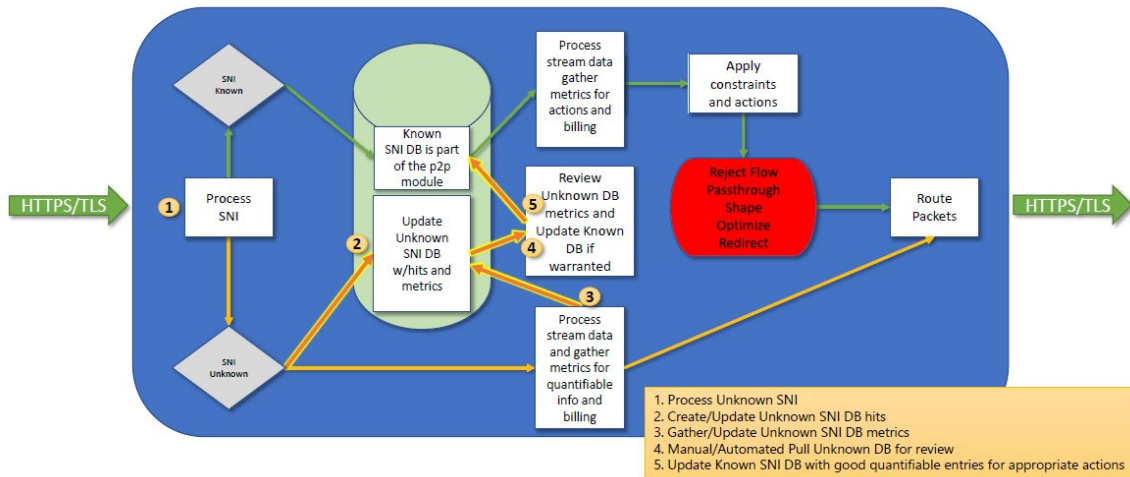 Process
stream data
gather
metrics for
actions and
billing
Apply
constraints
and actions
SNI
Known
Known
SNI DB is part
of the p2p
module
HTTPS/TLS
1
Process
SNI
2
Update
Unknown
SNI DB
w/hits and
metrics
5
4
Review
Unknown DB
metrics and
Update Known
DB if
warranted
Reject Flow
Passthrough
Shape
Optimize
Redirect
Route
Packets
HTTPS/TLS
3
SNI
Unknown
Process
stream data
and gather
metrics for
quantifiable
info and
billing
1. Process Unknown SNI
2. Create/Update Unknown SNI DB hits
3. Gather/Update Unknown SNI DB metrics
4. Manual/Automated Pull Unknown DB for review
5. Update Known SNI DB with good quantifiable entries for appropriate actions